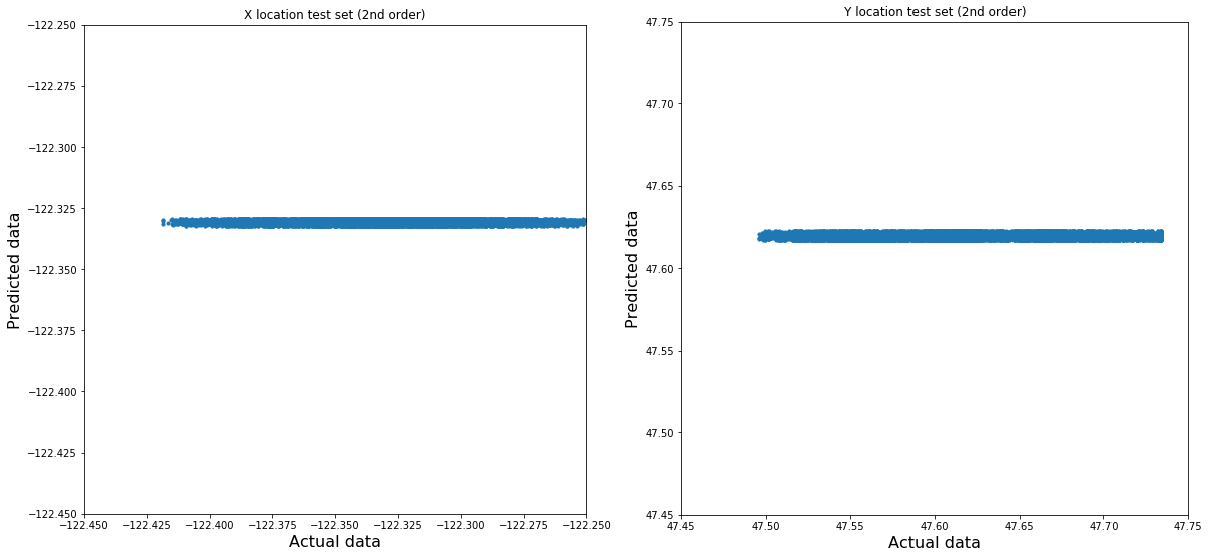 X location test set (2nd order)
−122.250
−122.275
−122.300
−122.325
−122.350
−122.375
−122.400
−122.425
−122.450
Predicted data
−122.450 −122.425 −122.400 −122.375 −122.350 −122.325 −122.300 −122.275 −122.250
Actual data
Y location test set (2nd order)
47.75
47.70
47.65
47.60
47.55
47.50
47.45
Predicted data
47.45 47.50 47.55 47.60 47.65 47.70 47.75
Actual data